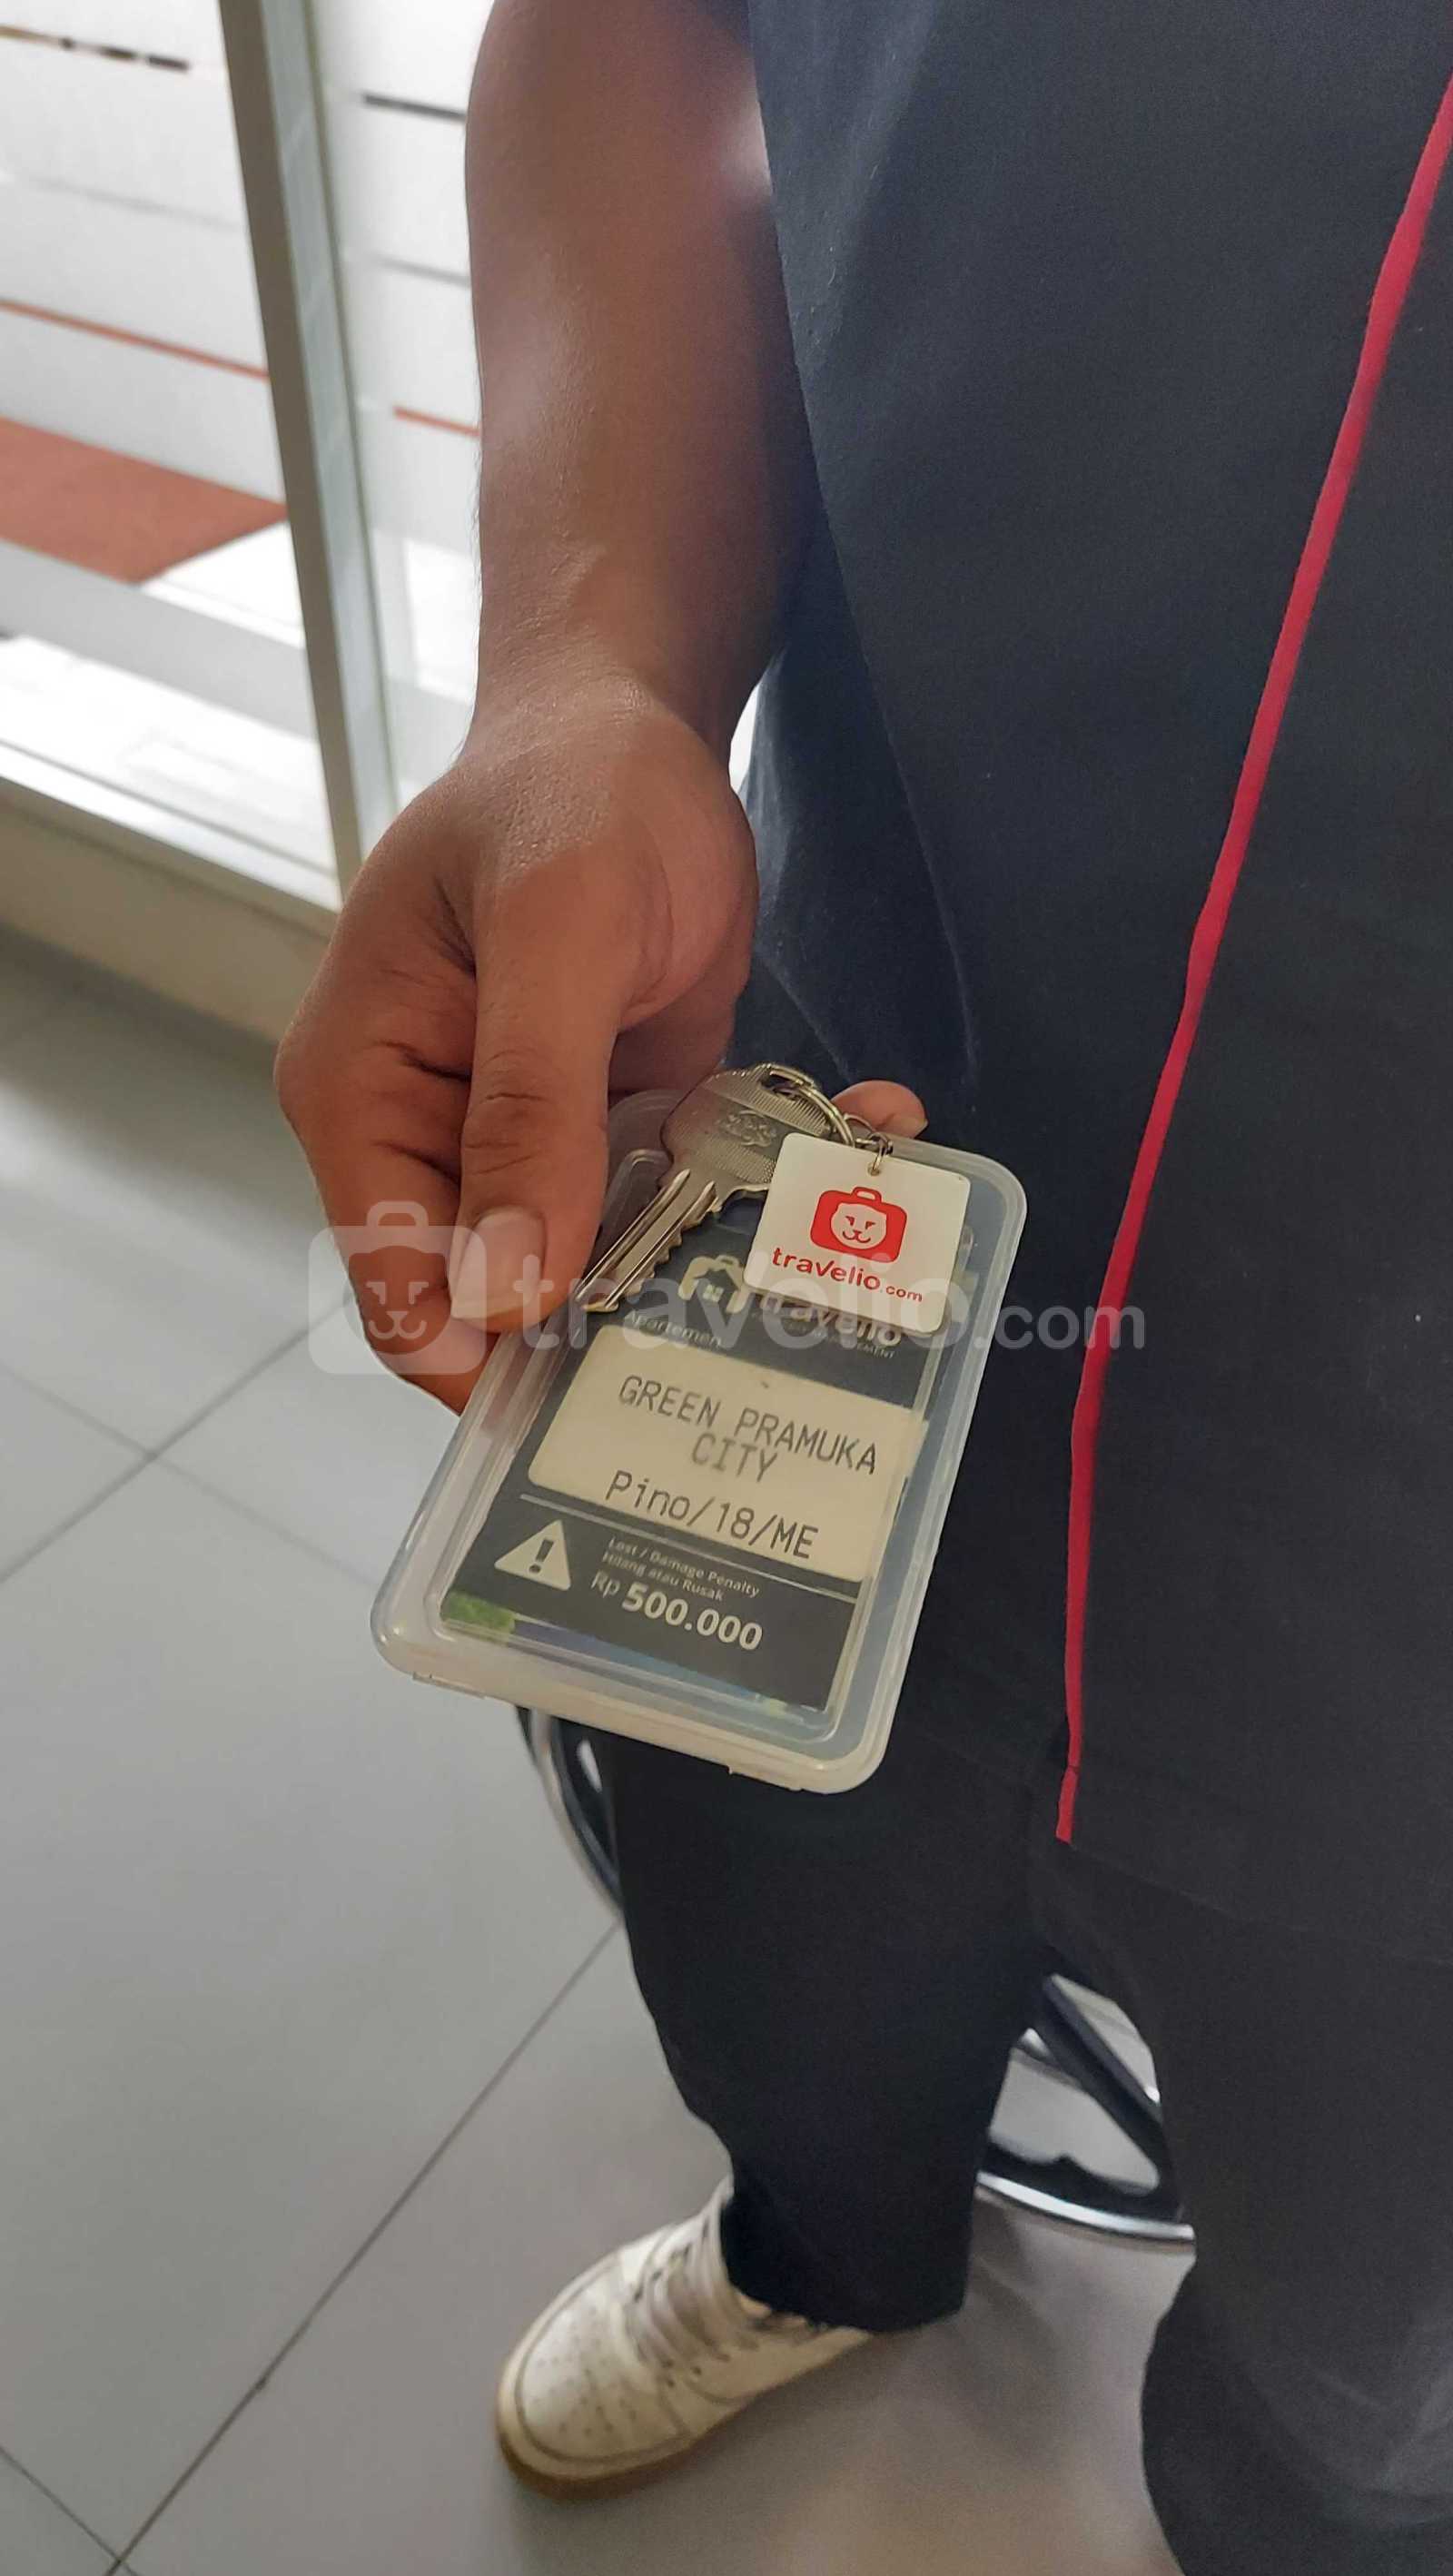 travelio.com
travelio
Apartemen
GREEN PRAMUKA
CITY
Pino/18/ME
Lost / Damage Penalty
Hilang atau Rusak
Rp 500.000
travelio.com